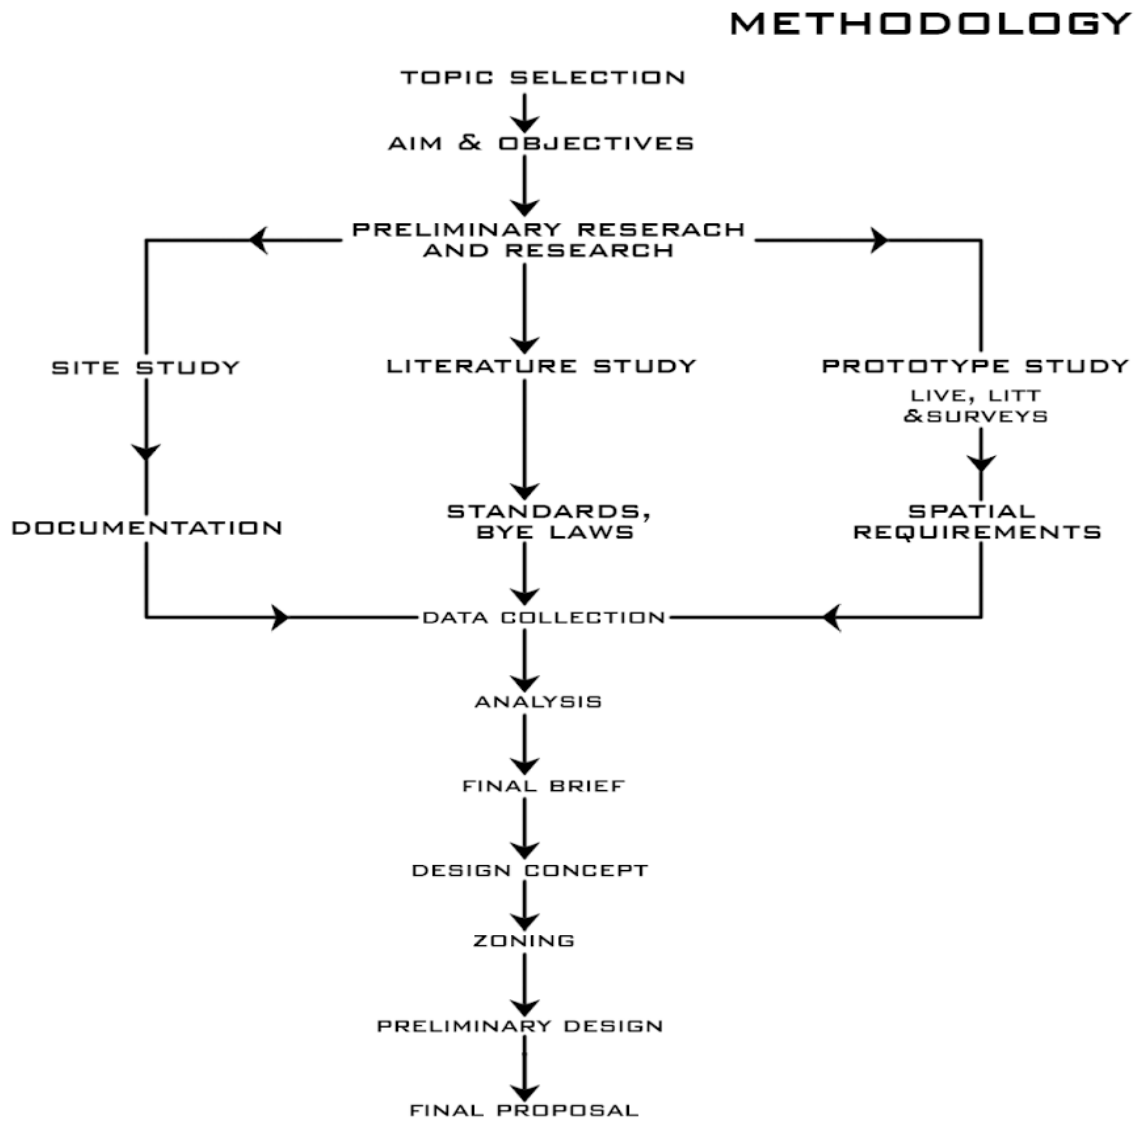 METHODOLOGY
TOPIC SELECTION
AIM & OBJECTIVES
PRELIMINARY RESERACH
AND RESEARCH
SITE STUDY
LITERATURE STUDY
PROTOTYPE STUDY
LIVE, LITT
&SURVEYS
DOCUMENTATION
STANDARDS,
BYE LAWS
SPATIAL
REQUIREMENTS
DATA COLLECTION
ANALYSIS
FINAL BRIEF
DESIGN CONCEPT
ZONING
PRELIMINARY DESIGN
FINAL PROPOSAL